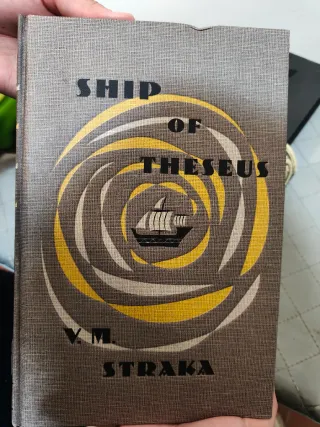 SHIP
OF
THESEUS
V. M.
STRAKA